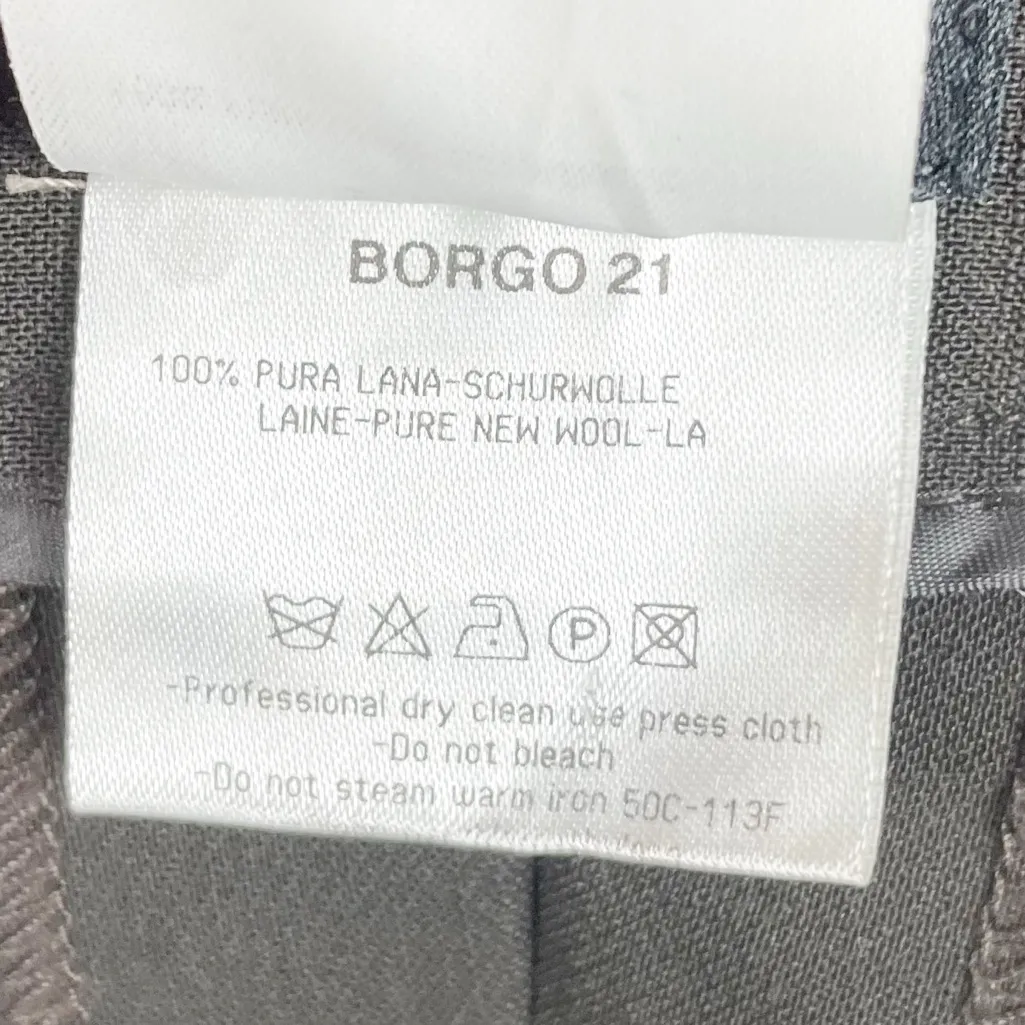 BORGO 21
100% PURA LANA-SCHURWOLLE
LAINE-PURE NEW WOOL-LA
P
-Professional dry clean use press cloth
-Do not bleach
-Do not steam warm iron 50C-113F